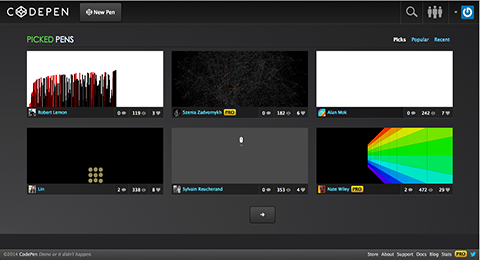 CODEPEN
New Pen
PICKED PENS
Picks Popular Recent
Robert Lemon 0 119 3
Szenia Zadvornykh PRO 0 182 6
Alan Mok 0 242 7
Lin 2 338 8
Sylvain Reucherand 0 353 4
Nate Wiley PRO 2 472 29
©2014 CodePen Demo or it didn't happen.
Store About Support Docs Blog Stats PRO